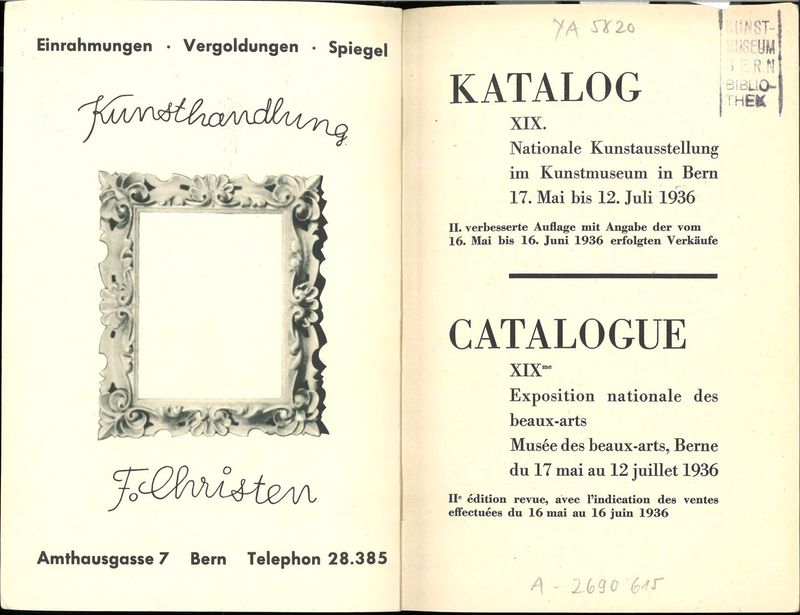 Einrahmungen · Vergoldungen · Spiegel
Kunsthandlung
F. Christen
Amthausgasse 7 Bern Telephon 28.385
YA 5820
KUNST-
MUSEUM
BERN
BIBLIO-
THEK
KATALOG
XIX.
Nationale Kunstausstellung
im Kunstmuseum in Bern
17. Mai bis 12. Juli 1936
II. verbesserte Auflage mit Angabe der vom
16. Mai bis 16. Juni 1936 erfolgten Verkäufe
CATALOGUE
XIXme
Exposition nationale des
beaux-arts
Musée des beaux-arts, Berne
du 17 mai au 12 juillet 1936
IIe édition revue, avec l'indication des ventes
effectuées du 16 mai au 16 juin 1936
A - 2690 615